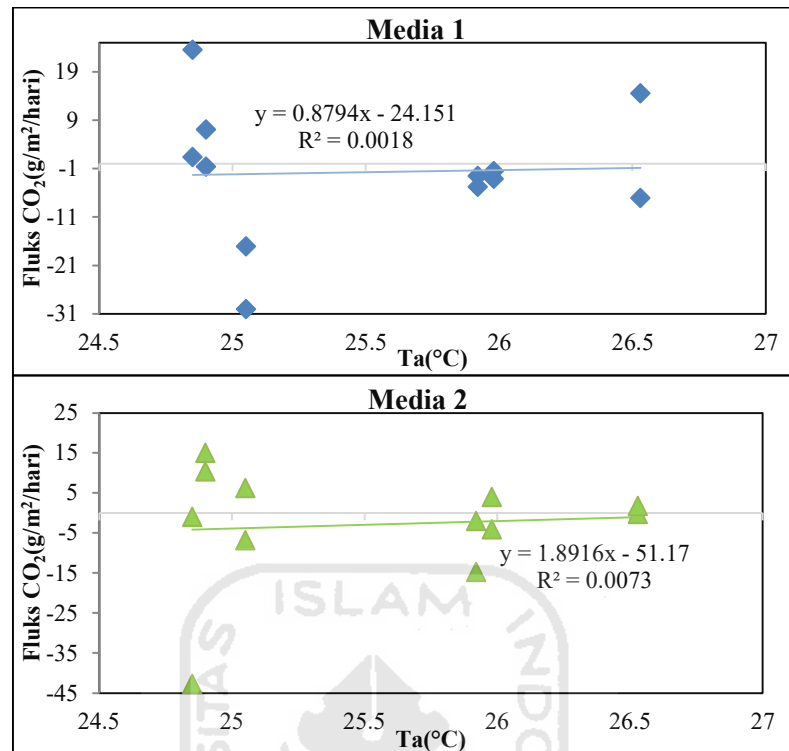 Media 1
Fluks CO₂(g/m²/hari)
19
9
-1
-11
-21
-31
y = 0.8794x - 24.151
R² = 0.0018
24.5 25 25.5 26 26.5 27
Ta(°C)
Media 2
Fluks CO₂(g/m²/hari)
25
15
5
-5
-15
-25
-35
-45
y = 1.8916x - 51.17
R² = 0.0073
ISLAM
SITAS
INDO
24.5 25 25.5 26 26.5 27
Ta(°C)